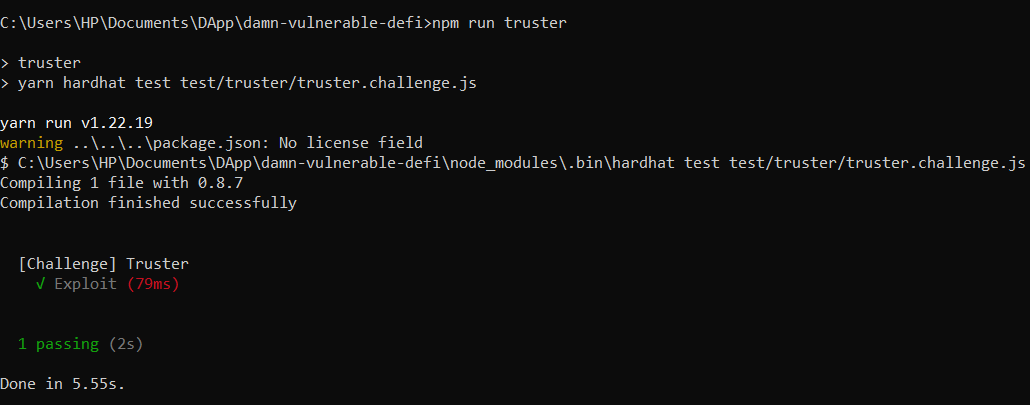 C:\Users\HP\Documents\DApp\damn-vulnerable-defi>npm run truster
> truster
> yarn hardhat test test/truster/truster.challenge.js
yarn run v1.22.19
warning ..\..\..\package.json: No license field
$ C:\Users\HP\Documents\DApp\damn-vulnerable-defi\node_modules\.bin\hardhat test test/truster/truster.challenge.js
Compiling 1 file with 0.8.7
Compilation finished successfully
[Challenge] Truster
√ Exploit (79ms)
1 passing (2s)
Done in 5.55s.